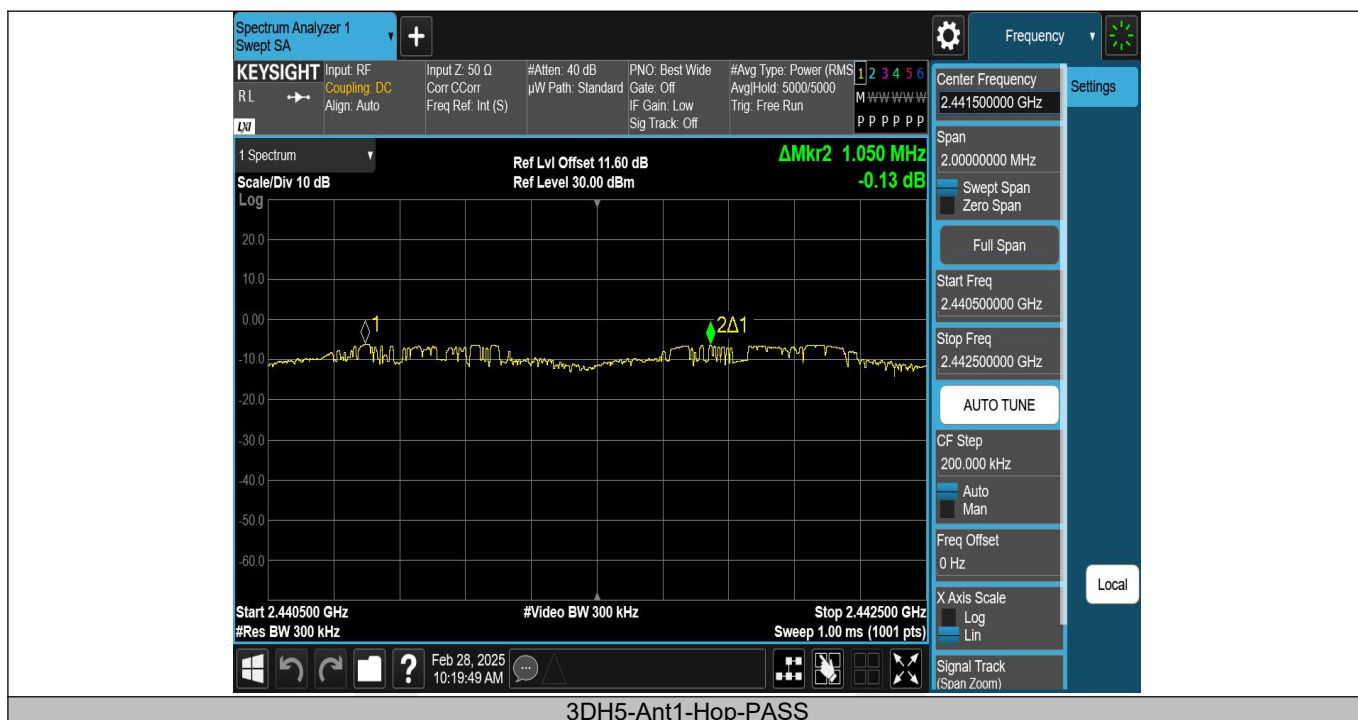 Spectrum Analyzer 1
Swept SA
Frequency
KEYSIGHT
RL
LXI
Input: RF
Coupling: DC
Align: Auto
Input Z: 50 Ω
Corr CCorr
Freq Ref: Int (S)
#Atten: 40 dB
µW Path: Standard
PNO: Best Wide
Gate: Off
IF Gain: Low
Sig Track: Off
#Avg Type: Power (RMS
Avg|Hold: 5000/5000
Trig: Free Run
1 2 3 4 5 6
M W W W W W
P P P P P P
1 Spectrum
Scale/Div 10 dB
Log
Ref Lvl Offset 11.60 dB
Ref Level 30.00 dBm
ΔMkr2 1.050 MHz
-0.13 dB
20.0
10.0
0.00
-10.0
-20.0
-30.0
-40.0
-50.0
-60.0
1
2Δ1
Start 2.440500 GHz
#Res BW 300 kHz
#Video BW 300 kHz
Stop 2.442500 GHz
Sweep 1.00 ms (1001 pts)
Center Frequency
2.441500000 GHz
Settings
Span
2.00000000 MHz
Swept Span
Zero Span
Full Span
Start Freq
2.440500000 GHz
Stop Freq
2.442500000 GHz
AUTO TUNE
CF Step
200.000 kHz
Auto
Man
Freq Offset
0 Hz
X Axis Scale
Log
Lin
Local
Signal Track
(Span Zoom)
?
Feb 28, 2025
10:19:49 AM
3DH5-Ant1-Hop-PASS